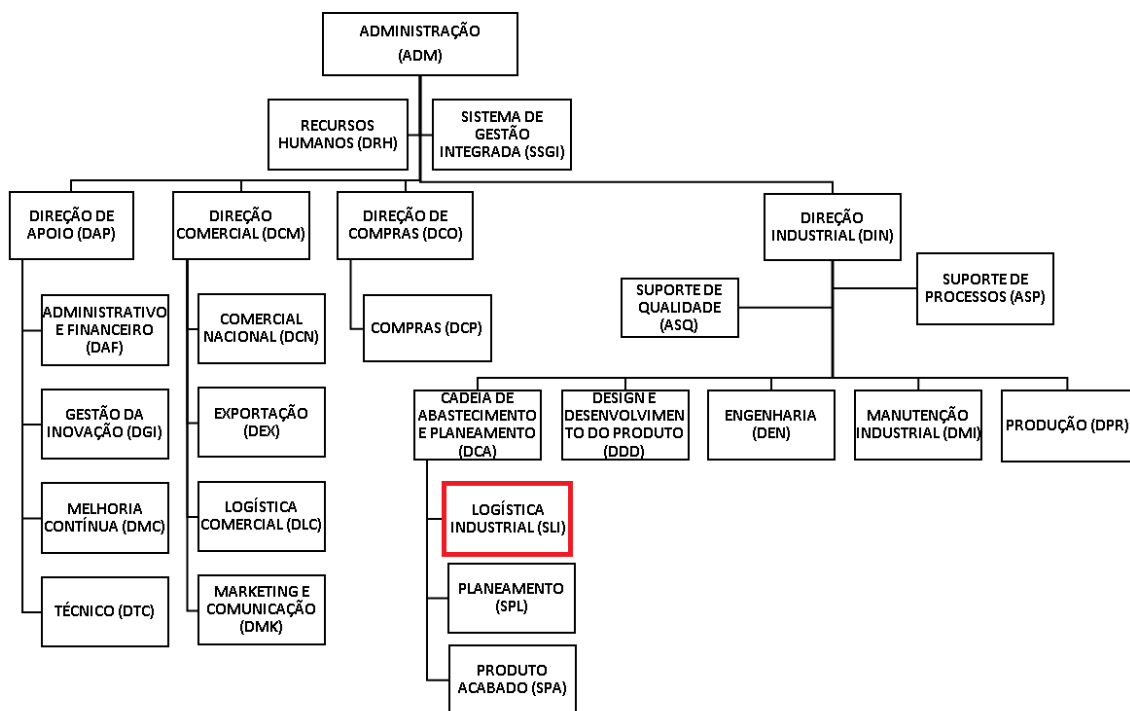 ADMINISTRAÇÃO
(ADM)
RECURSOS
HUMANOS (DRH)
SISTEMA DE
GESTÃO
INTEGRADA (SSGI)
DIREÇÃO DE
APOIO (DAP)
DIREÇÃO
COMERCIAL (DCM)
DIREÇÃO DE
COMPRAS (DCO)
DIREÇÃO
INDUSTRIAL (DIN)
SUPORTE DE
QUALIDADE
(ASQ)
SUPORTE DE
PROCESSOS (ASP)
ADMINISTRATIVO
E FINANCEIRO
(DAF)
GESTÃO DA
INOVAÇÃO (DGI)
MELHORIA
CONTÍNUA (DMC)
TÉCNICO (DTC)
COMERCIAL
NACIONAL (DCN)
EXPORTAÇÃO
(DEX)
LOGÍSTICA
COMERCIAL (DLC)
MARKETING E
COMUNICAÇÃO
(DMK)
COMPRAS (DCP)
CADEIA DE
ABASTECIMENTO
E PLANEAMENTO
(DCA)
DESIGN E
DESENVOLVIMEN
TO DO PRODUTO
(DDD)
ENGENHARIA
(DEN)
MANUTENÇÃO
INDUSTRIAL (DMI)
PRODUÇÃO (DPR)
LOGÍSTICA
INDUSTRIAL (SLI)
PLANEAMENTO
(SPL)
PRODUTO
ACABADO (SPA)